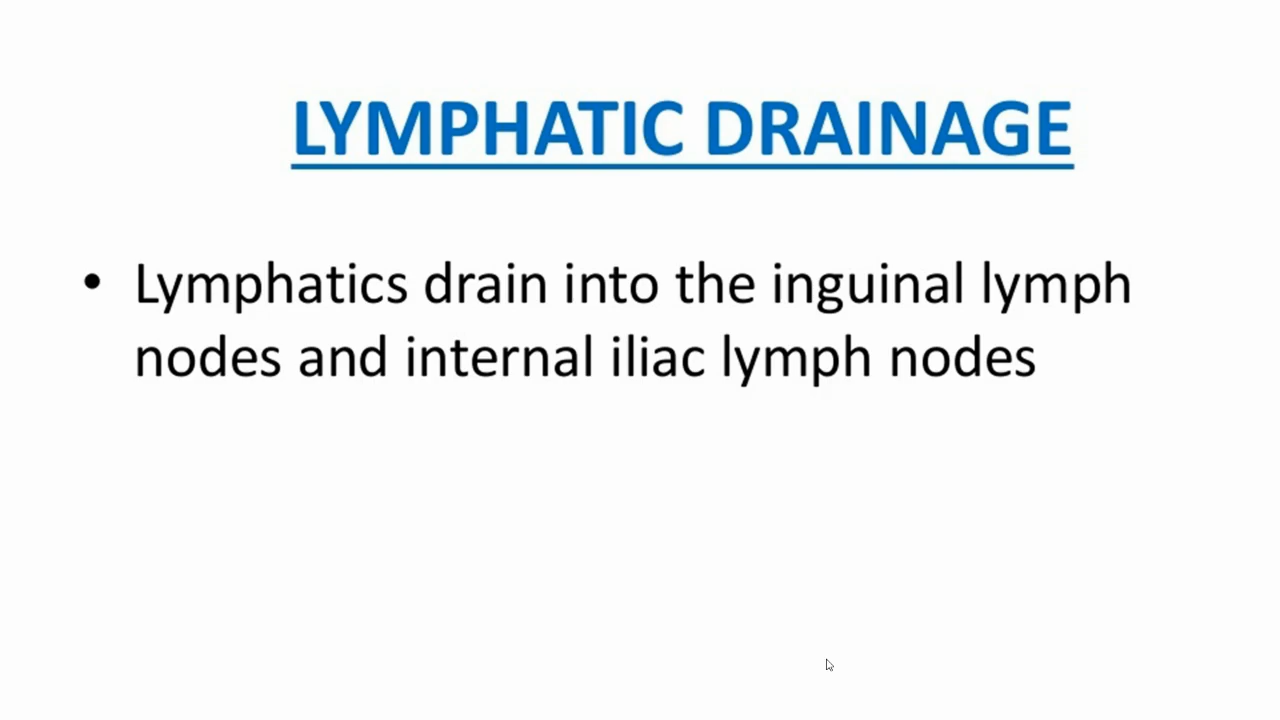 LYMPHATIC DRAINAGE
• Lymphatics drain into the inguinal lymph
nodes and internal iliac lymph nodes